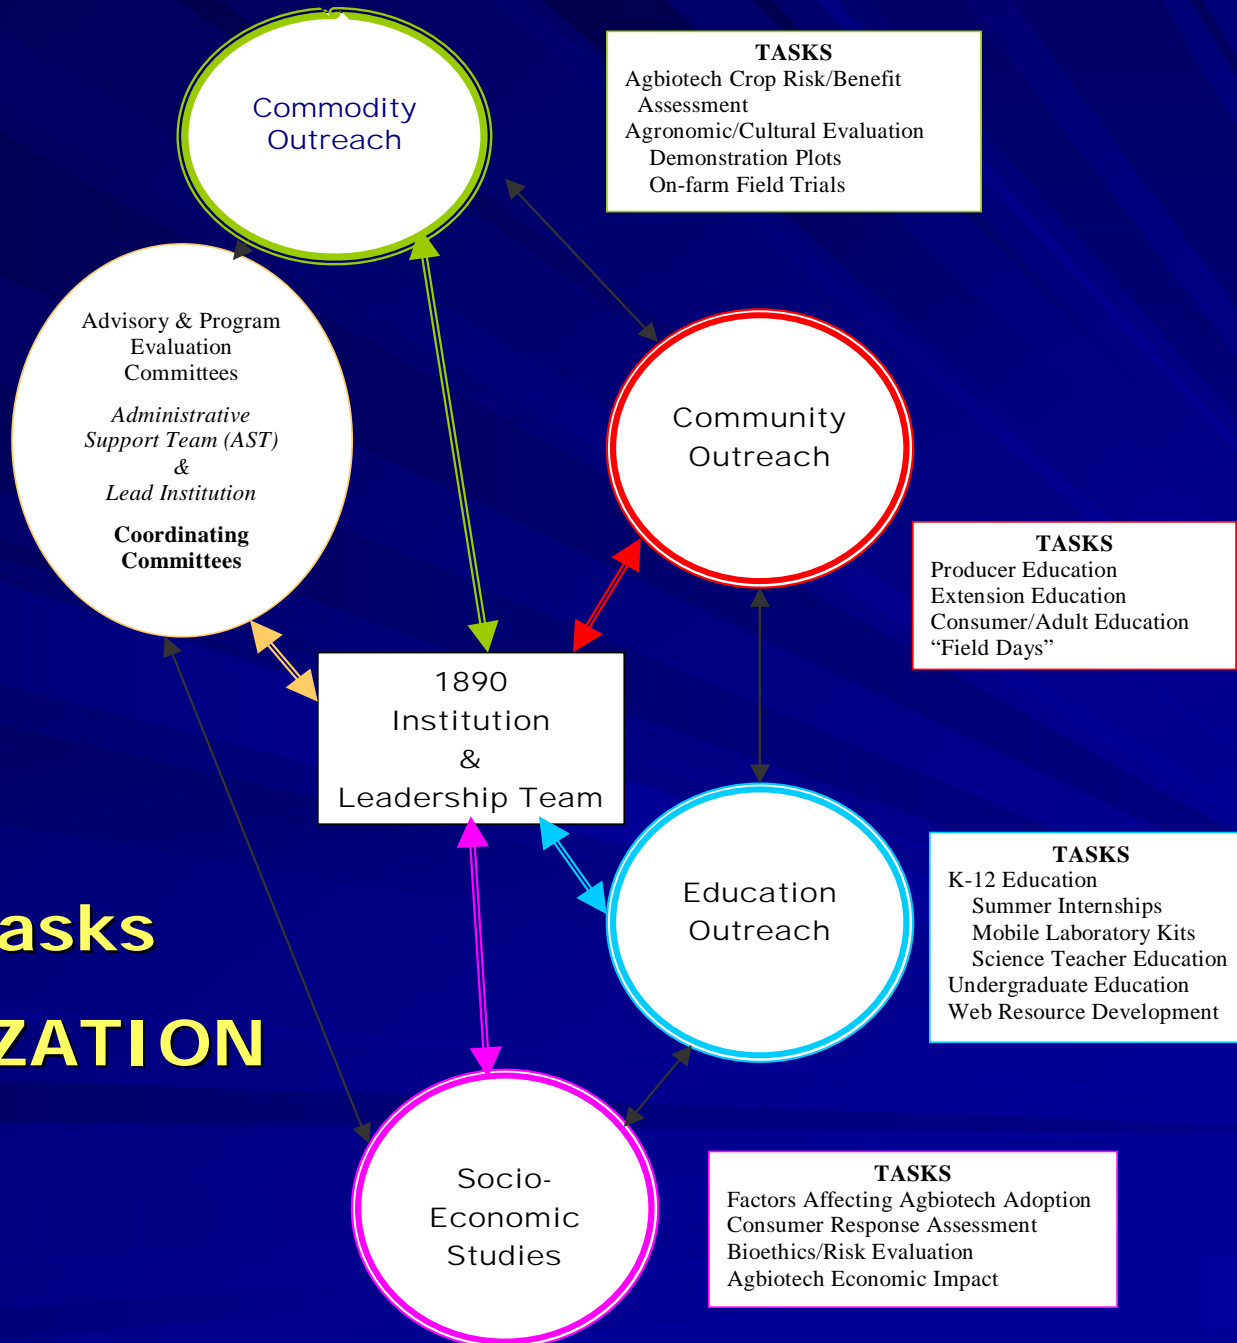 Commodity
Outreach
TASKS
Agbiotech Crop Risk/Benefit
Assessment
Agronomic/Cultural Evaluation
Demonstration Plots
On-farm Field Trials
Advisory & Program
Evaluation
Committees
Administrative
Support Team (AST)
&
Lead Institution
Coordinating
Committees
Community
Outreach
TASKS
Producer Education
Extension Education
Consumer/Adult Education
“Field Days”
1890
Institution
&
Leadership Team
Education
Outreach
TASKS
K-12 Education
Summer Internships
Mobile Laboratory Kits
Science Teacher Education
Undergraduate Education
Web Resource Development
asks
ZATION
Socio-
Economic
Studies
TASKS
Factors Affecting Agbiotech Adoption
Consumer Response Assessment
Bioethics/Risk Evaluation
Agbiotech Economic Impact